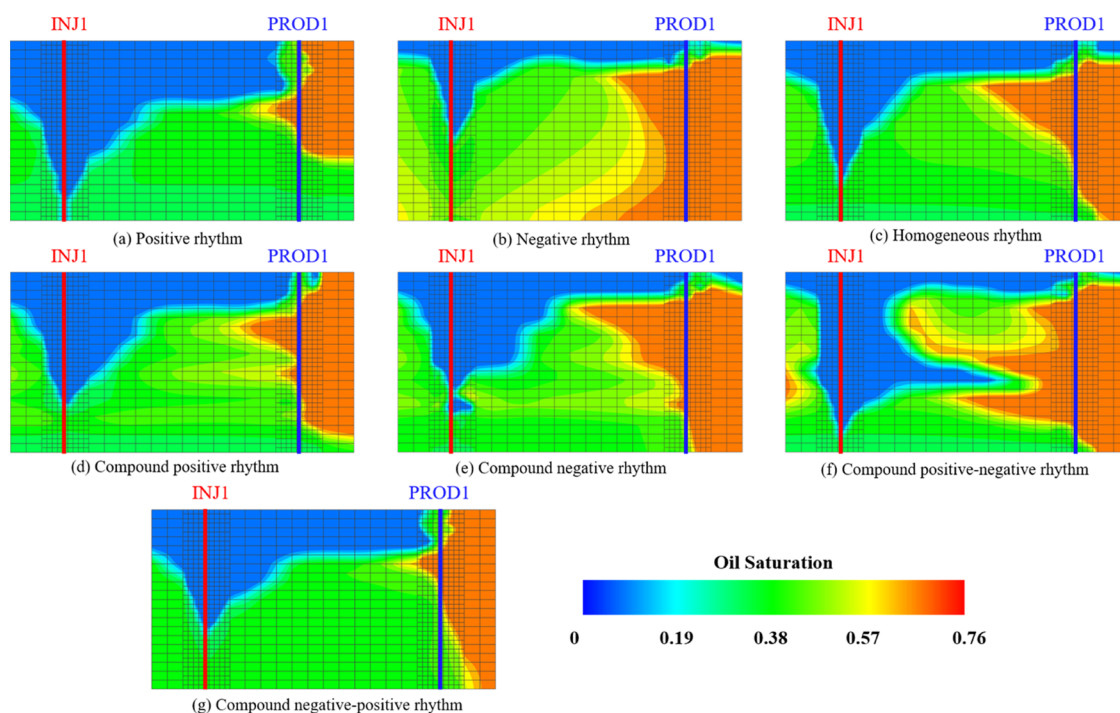 INJ1 PROD1 INJ1 PROD1 INJ1 PROD1
(a) Positive rhythm (b) Negative rhythm (c) Homogeneous rhythm
INJ1 PROD1 INJ1 PROD1 INJ1 PROD1
(d) Compound positive rhythm (e) Compound negative rhythm (f) Compound positive-negative rhythm
INJ1 PROD1
Oil Saturation
0 0.19 0.38 0.57 0.76
(g) Compound negative-positive rhythm